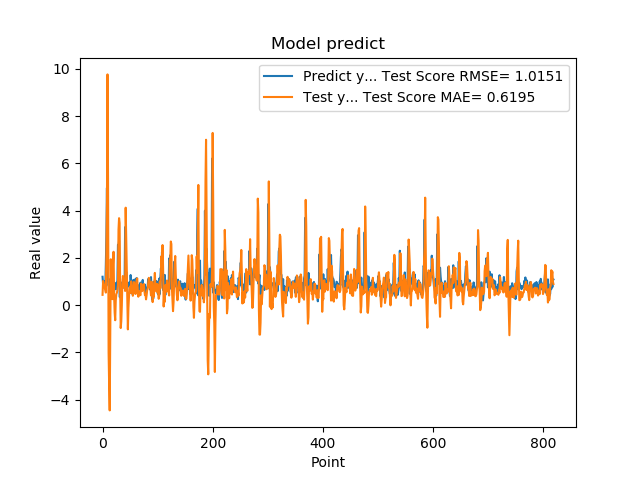 Model predict
Predict y... Test Score RMSE= 1.0151
Test y... Test Score MAE= 0.6195
Real value
10
8
6
4
2
0
−2
−4
0 200 400 600 800
Point